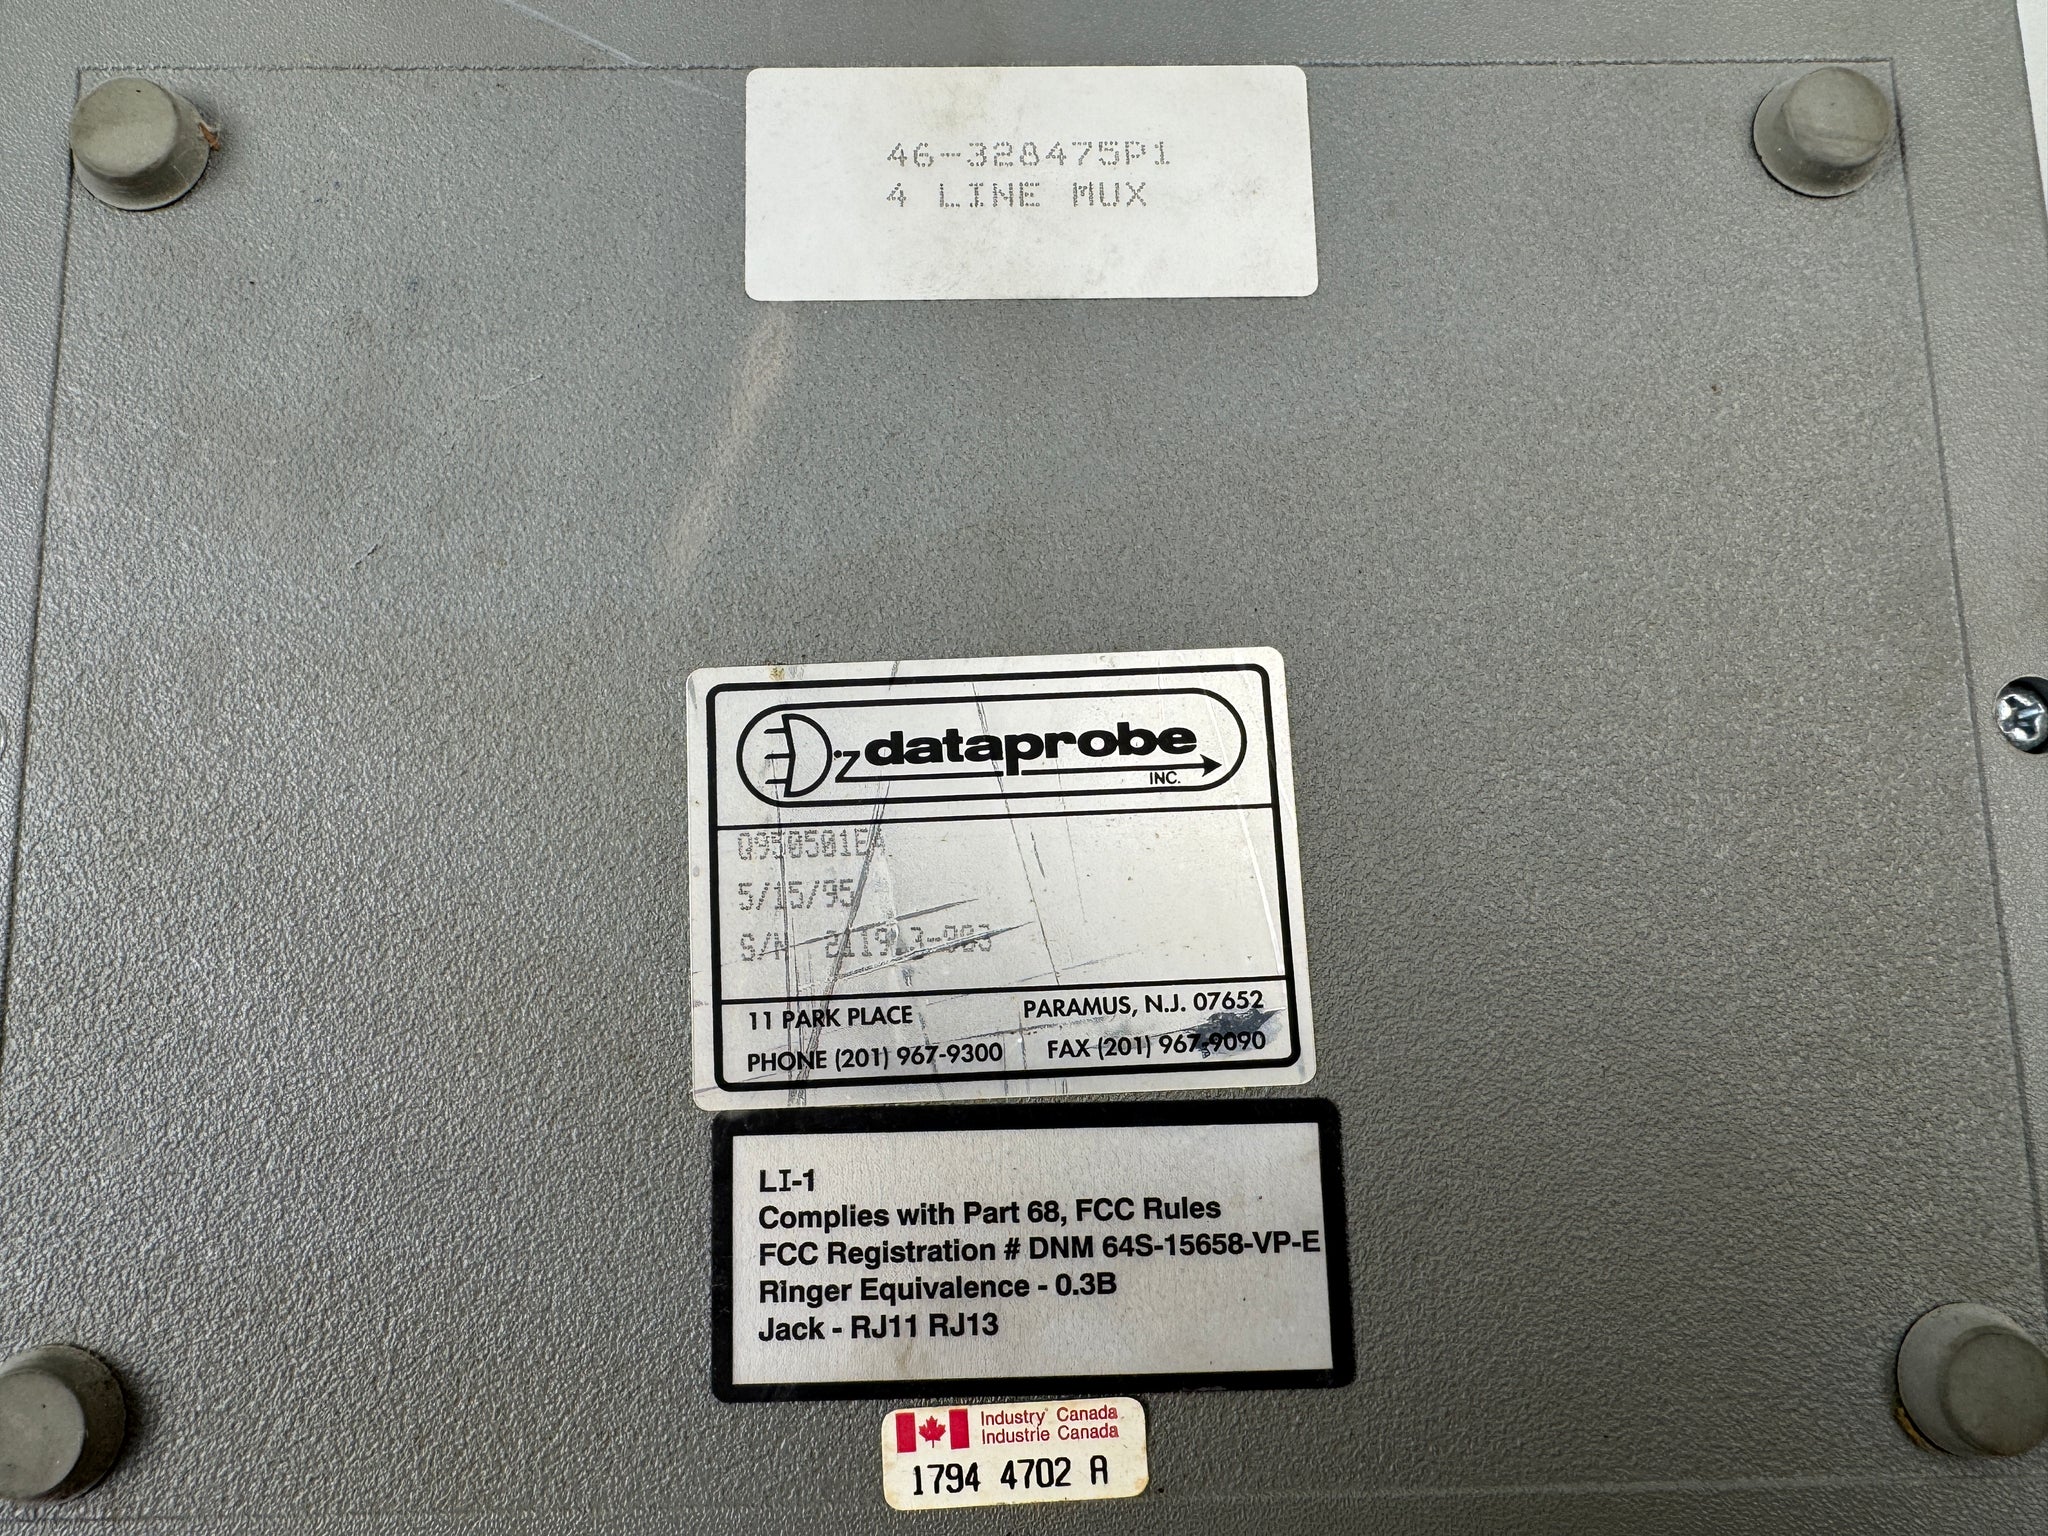 46-328475P1
4 LINE MUX
dataprobe
INC.
Q950501EA
5/15/95
S/N
11 PARK PLACE PARAMUS, N.J. 07652
PHONE (201) 967-9300 FAX (201) 967-9090
LI-1
Complies with Part 68, FCC Rules
FCC Registration # DNM 64S-15658-VP-E
Ringer Equivalence - 0.3B
Jack - RJ11 RJ13
Industry Canada
Industrie Canada
1794 4702 A